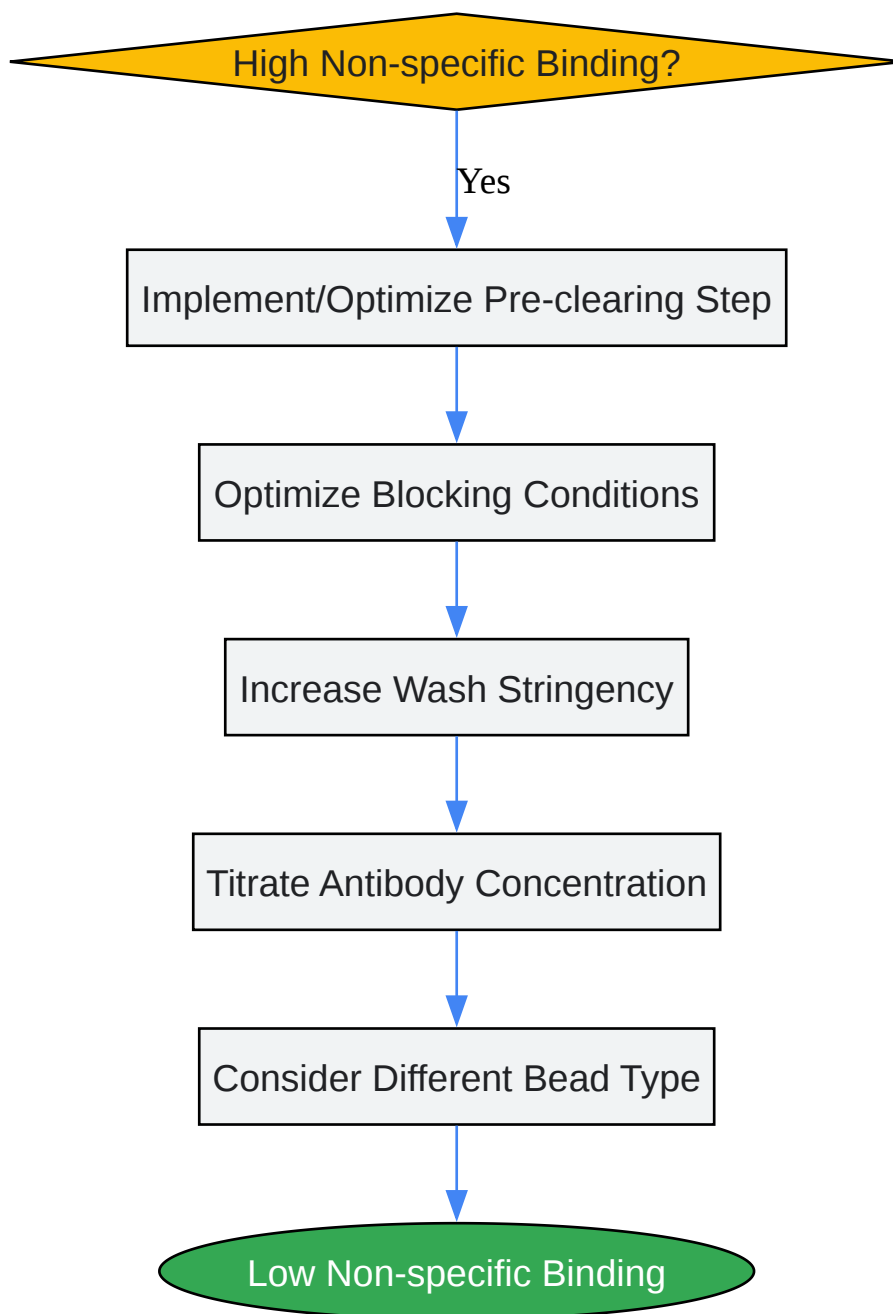 High Non-specific Binding?
Yes
Implement/Optimize Pre-clearing Step
Optimize Blocking Conditions
Increase Wash Stringency
Titrate Antibody Concentration
Consider Different Bead Type
Low Non-specific Binding